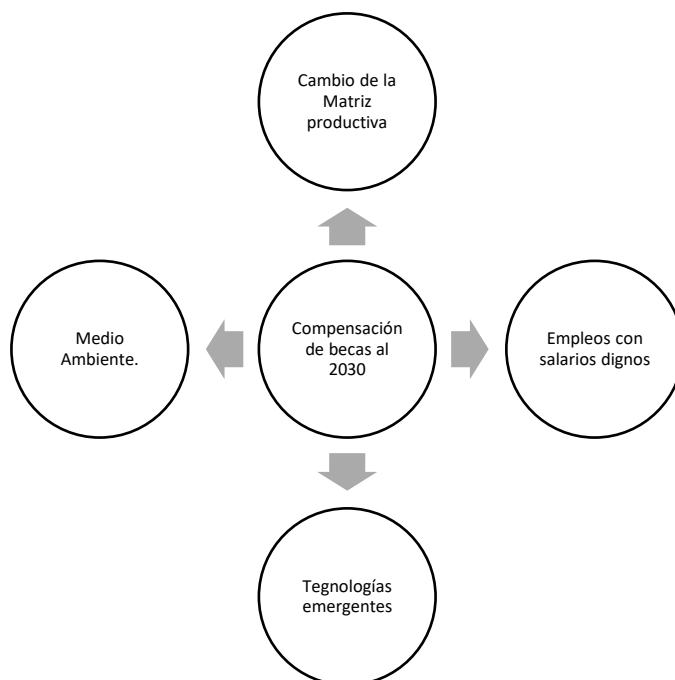 Cambio de la
Matriz
productiva
Medio
Ambiente.
Compensación
de becas al
2030
Empleos con
salarios dignos
Tegnologías
emergentes